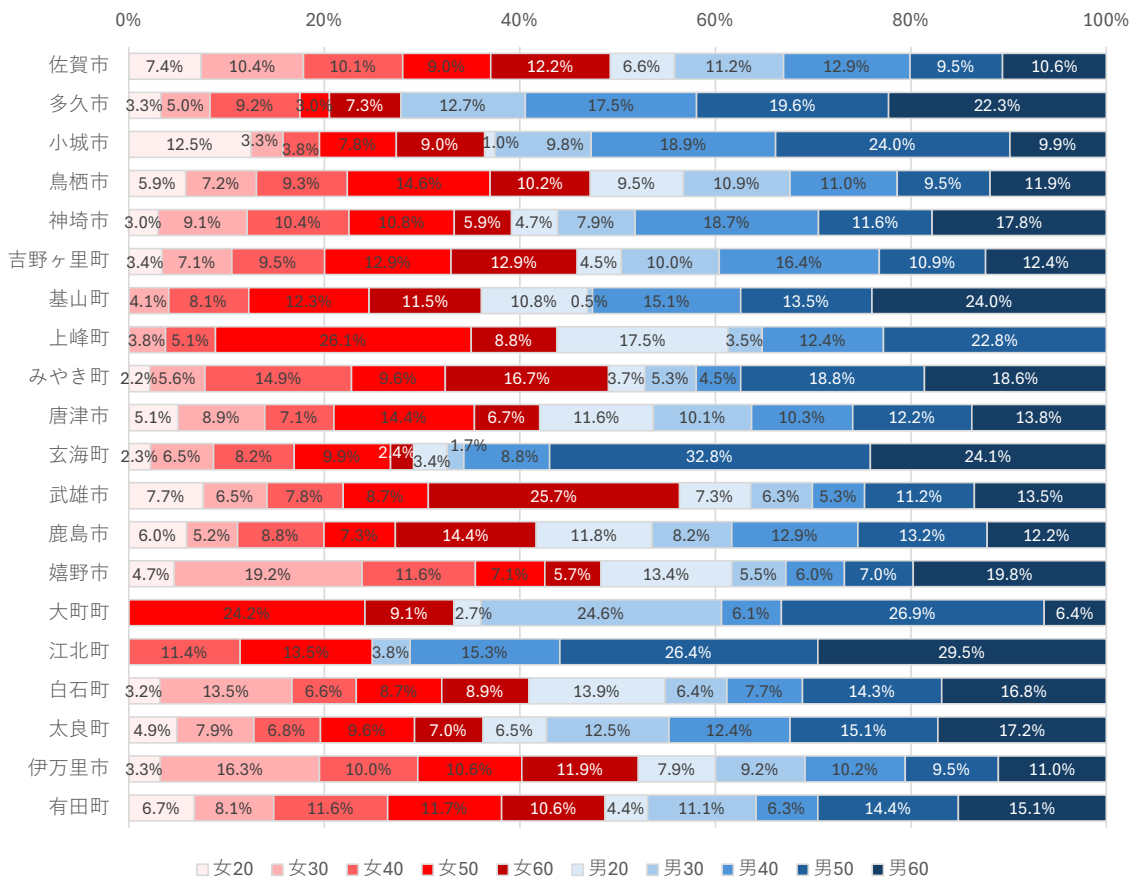 0% 20% 40% 60% 80% 100%
佐賀市 7.4% 10.4% 10.1% 9.0% 12.2% 6.6% 11.2% 12.9% 9.5% 10.6%
多久市 3.3% 5.0% 9.2% 3.0% 7.3% 12.7% 17.5% 19.6% 22.3%
小城市 12.5% 3.3% 3.8% 7.8% 9.0% 1.0% 9.8% 18.9% 24.0% 9.9%
鳥栖市 5.9% 7.2% 9.3% 14.6% 10.2% 9.5% 10.9% 11.0% 9.5% 11.9%
神埼市 3.0% 9.1% 10.4% 10.8% 5.9% 4.7% 7.9% 18.7% 11.6% 17.8%
吉野ヶ里町 3.4% 7.1% 9.5% 12.9% 12.9% 4.5% 10.0% 16.4% 10.9% 12.4%
基山町 4.1% 8.1% 12.3% 11.5% 10.8% 0.5% 15.1% 13.5% 24.0%
上峰町 3.8% 5.1% 26.1% 8.8% 17.5% 3.5% 12.4% 22.8%
みやき町 2.2% 5.6% 14.9% 9.6% 16.7% 3.7% 5.3% 4.5% 18.8% 18.6%
唐津市 5.1% 8.9% 7.1% 14.4% 6.7% 11.6% 10.1% 10.3% 12.2% 13.8%
玄海町 2.3% 6.5% 8.2% 9.9% 2.4% 3.4% 1.7% 8.8% 32.8% 24.1%
武雄市 7.7% 6.5% 7.8% 8.7% 25.7% 7.3% 6.3% 5.3% 11.2% 13.5%
鹿島市 6.0% 5.2% 8.8% 7.3% 14.4% 11.8% 8.2% 12.9% 13.2% 12.2%
嬉野市 4.7% 19.2% 11.6% 7.1% 5.7% 13.4% 5.5% 6.0% 7.0% 19.8%
大町町 24.2% 9.1% 2.7% 24.6% 6.1% 26.9% 6.4%
江北町 11.4% 13.5% 3.8% 15.3% 26.4% 29.5%
白石町 3.2% 13.5% 6.6% 8.7% 8.9% 13.9% 6.4% 7.7% 14.3% 16.8%
太良町 4.9% 7.9% 6.8% 9.6% 7.0% 6.5% 12.5% 12.4% 15.1% 17.2%
伊万里市 3.3% 16.3% 10.0% 10.6% 11.9% 7.9% 9.2% 10.2% 9.5% 11.0%
有田町 6.7% 8.1% 11.6% 11.7% 10.6% 4.4% 11.1% 6.3% 14.4% 15.1%
女20 女30 女40 女50 女60 男20 男30 男40 男50 男60